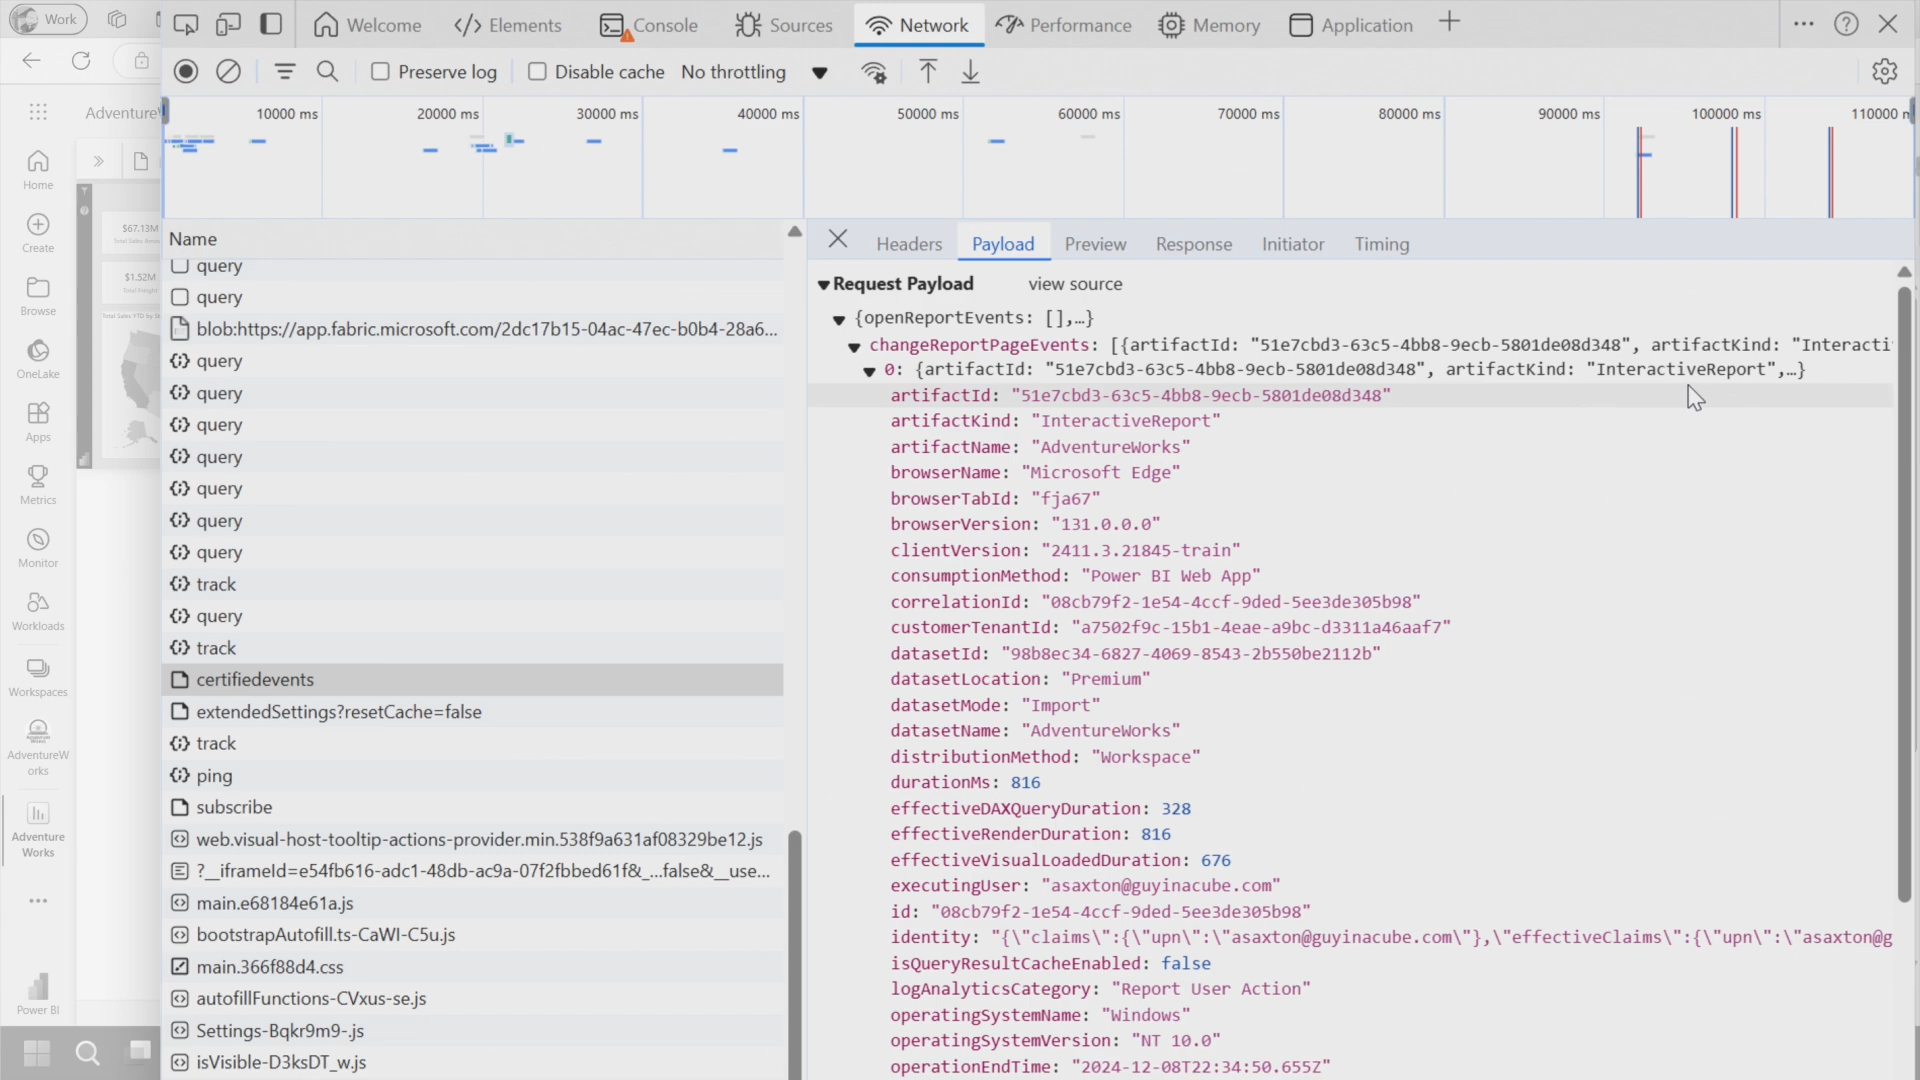 Work
Welcome
Elements
Console
Sources
Network
Performance
Memory
Application
Preserve log
Disable cache
No throttling
10000 ms
20000 ms
30000 ms
40000 ms
50000 ms
60000 ms
70000 ms
80000 ms
90000 ms
100000 ms
110000
Home
Create
Browse
OneLake
Apps
Metrics
Monitor
Workloads
Workspaces
AdventureW
orks
Adventure
Works
Power BI
$67.13M
$1.52M
Total Freight
Name
query
query
blob:https://app.fabric.microsoft.com/2dc17b15-04ac-47ec-b0b4-28a6...
query
query
query
query
query
query
query
track
query
track
certifiedevents
extendedSettings?resetCache=false
track
ping
subscribe
web.visual-host-tooltip-actions-provider.min.538f9a631af08329be12.js
?__iframeId=e54fb616-adc1-48db-ac9a-07f2fbbed61f&_...false&__use...
main.e68184e61a.js
bootstrapAutofill.ts-CaWI-C5u.js
main.366f88d4.css
autofillFunctions-CVxus-se.js
Settings-Bqkr9m9-.js
isVisible-D3ksDT_w.js
Headers
Payload
Preview
Response
Initiator
Timing
Request Payload view source
{openReportEvents: [],…}
changeReportPageEvents: [{artifactId: "51e7cbd3-63c5-4bb8-9ecb-5801de08d348", artifactKind: "Interacti
0: {artifactId: "51e7cbd3-63c5-4bb8-9ecb-5801de08d348", artifactKind: "InteractiveReport",…}
artifactId: "51e7cbd3-63c5-4bb8-9ecb-5801de08d348"
artifactKind: "InteractiveReport"
artifactName: "AdventureWorks"
browserName: "Microsoft Edge"
browserTabId: "fja67"
browserVersion: "131.0.0.0"
clientVersion: "2411.3.21845-train"
consumptionMethod: "Power BI Web App"
correlationId: "08cb79f2-1e54-4ccf-9ded-5ee3de305b98"
customerTenantId: "a7502f9c-15b1-4eae-a9bc-d3311a46aaf7"
datasetId: "98b8ec34-6827-4069-8543-2b550be2112b"
datasetLocation: "Premium"
datasetMode: "Import"
datasetName: "AdventureWorks"
distributionMethod: "Workspace"
durationMs: 816
effectiveDAXQueryDuration: 328
effectiveRenderDuration: 816
effectiveVisualLoadedDuration: 676
executingUser: "asaxton@guyinacube.com"
id: "08cb79f2-1e54-4ccf-9ded-5ee3de305b98"
identity: "{\"claims\":{\"upn\":\"asaxton@guyinacube.com\"},\"effectiveClaims\":{\"upn\":\"asaxton@g
isQueryResultCacheEnabled: false
logAnalyticsCategory: "Report User Action"
operatingSystemName: "Windows"
operatingSystemVersion: "NT 10.0"
operationEndTime: "2024-12-08T22:34:50.655Z"